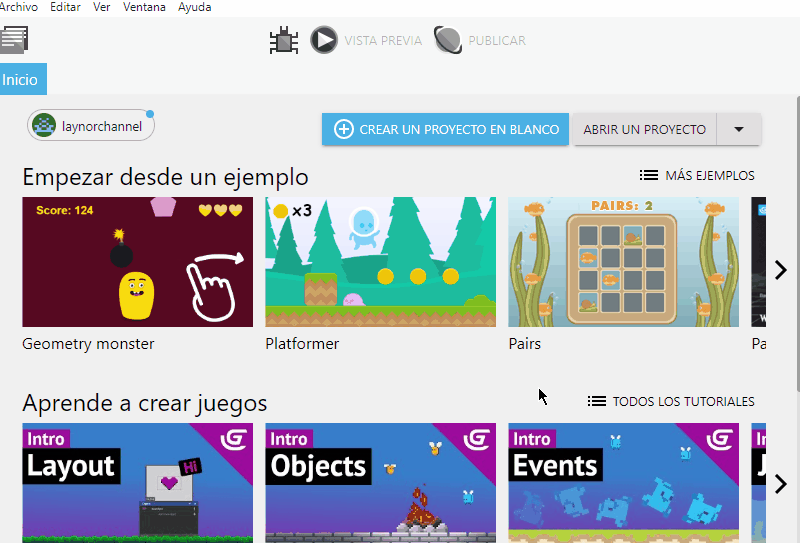 Archivo Editar Ver Ventana Ayuda
VISTA PREVIA PUBLICAR
Inicio
laynorchannel
CREAR UN PROYECTO EN BLANCO ABRIR UN PROYECTO
Empezar desde un ejemplo
MÁS EJEMPLOS
Score: 124
x3
PAIRS: 2
Geometry monster
Platformer
Pairs
Pa
Aprende a crear juegos
TODOS LOS TUTORIALES
Intro
Layout
Hi
Intro
Objects
Intro
Events
In
J